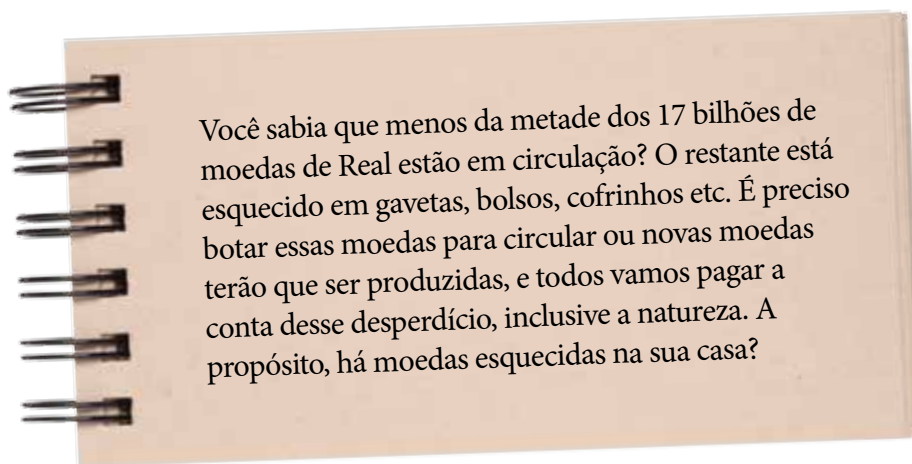 Você sabia que menos da metade dos 17 bilhões de
moedas de Real estão em circulação? O restante está
esquecido em gavetas, bolsos, cofrinhos etc. É preciso
botar essas moedas para circular ou novas moedas
terão que ser produzidas, e todos vamos pagar a
conta desse desperdício, inclusive a natureza. A
propósito, há moedas esquecidas na sua casa?